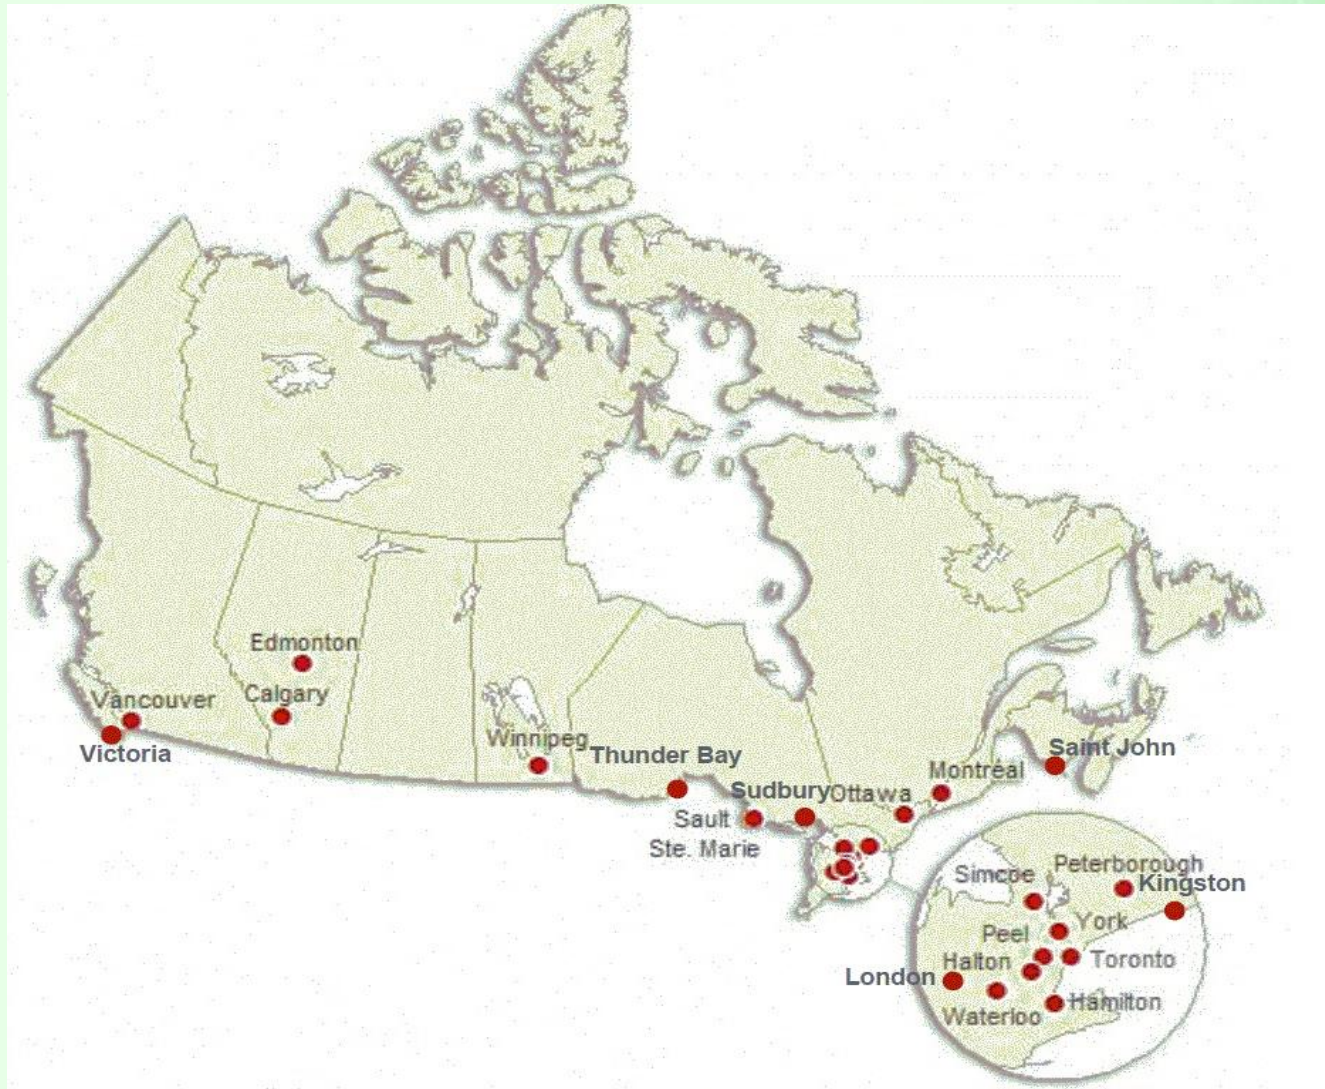 Edmonton
Vancouver
Calgary
Victoria
Winnipeg
Thunder Bay
Saint John
Montréal
Sudbury
Ottawa
Sault
Ste. Marie
Simcoe
Peterborough
Kingston
York
Peel
Toronto
Halton
London
Hamilton
Waterloo